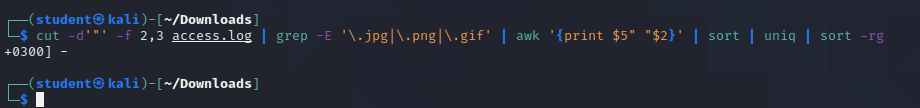 ┌──(student㉿kali)-[~/Downloads]
└─$ cut -d'"' -f 2,3 access.log | grep -E '\.jpg|\.png|\.gif' | awk '{print $5" "$2}' | sort | uniq | sort -rg
+0300] -
┌──(student㉿kali)-[~/Downloads]
└─$